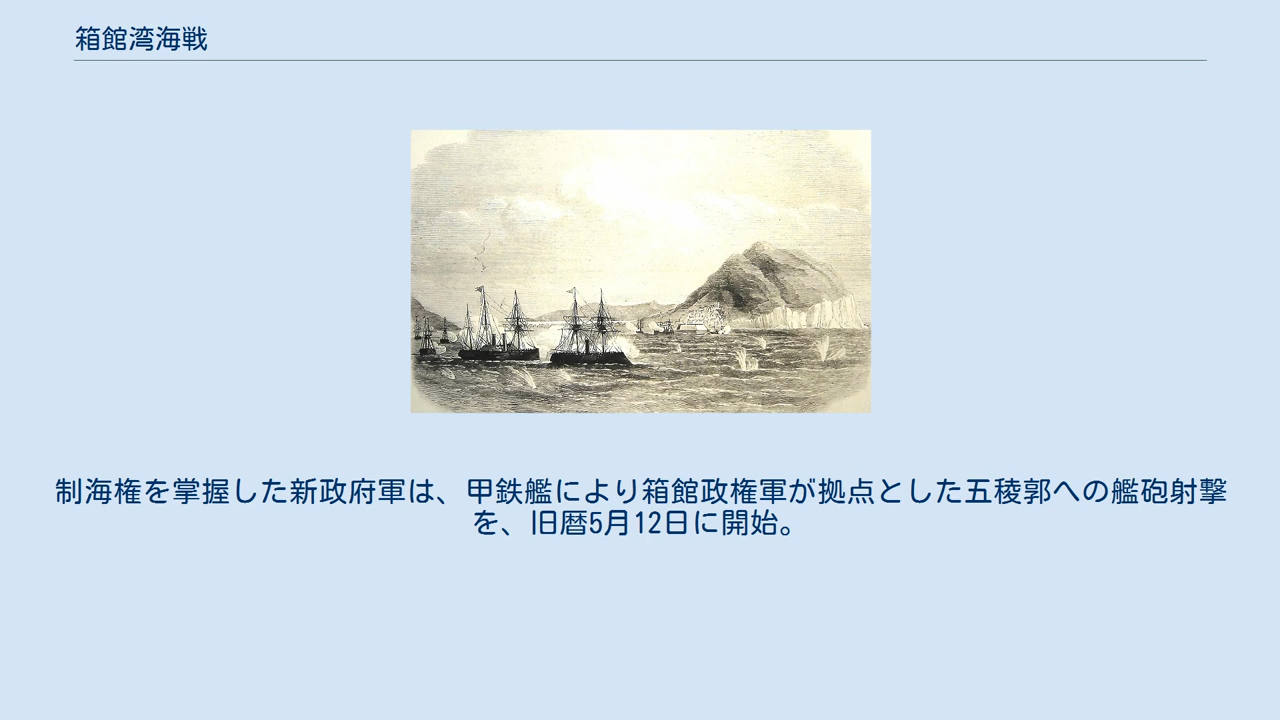 箱館湾海戦
制海権を掌握した新政府軍は、甲鉄艦により箱館政権軍が拠点とした五稜郭への艦砲射撃
を、旧暦5月12日に開始。